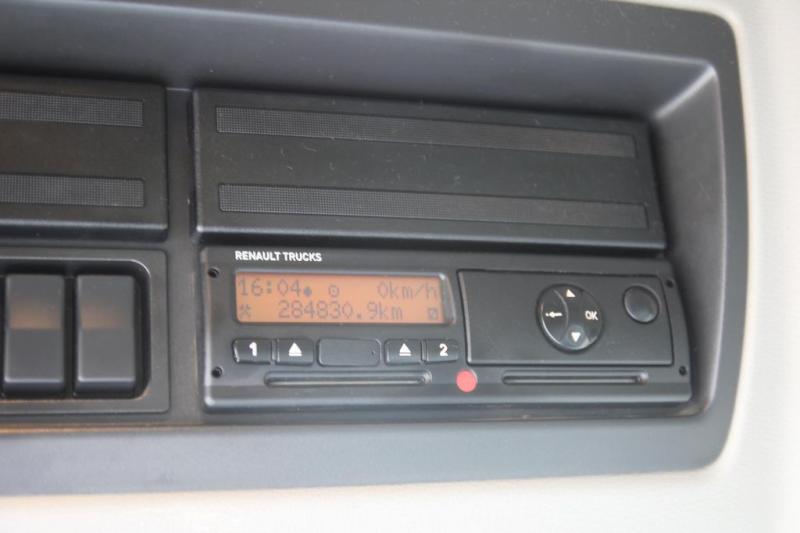 RENAULT TRUCKS
16:04 0km/h
284830.9km
1 2
OK